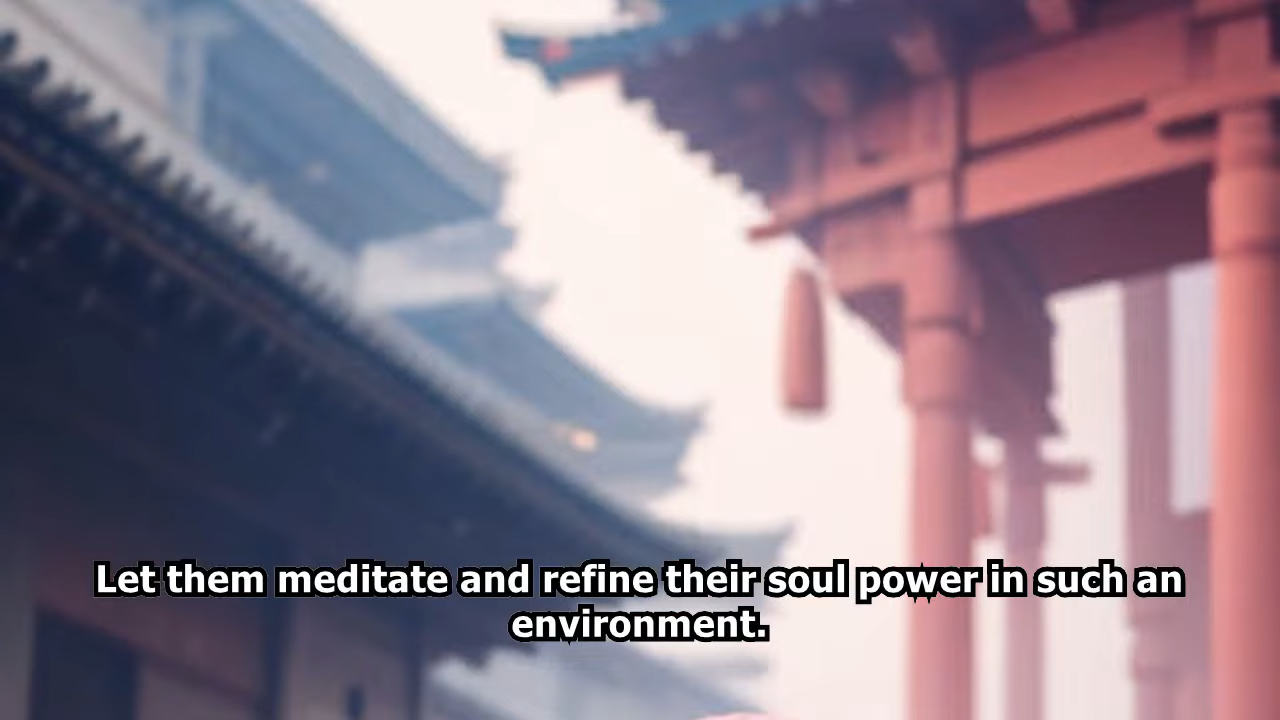 Let them meditate and refine their soul power in such an
environment.